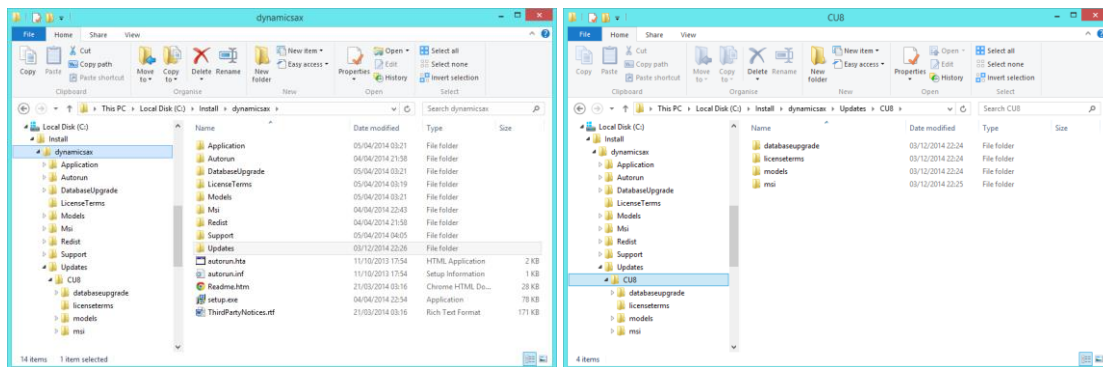 dynamicsax
File Home Share View
Copy
Paste
Cut
Copy path
Paste shortcut
Move to
Copy to
Delete
Rename
New folder
New item
Easy access
Properties
Open
Edit
History
Select all
Select none
Invert selection
Clipboard Organise New Open Select
This PC Local Disk (C:) Install dynamicsax
Search dynamicsax
Local Disk (C:)
Install
dynamicsax
Application
Autorun
DatabaseUpgrade
LicenseTerms
Models
Msi
Redist
Support
Updates
CU8
databaseupgrade
licenseterms
models
msi
Name Date modified Type Size
Application 05/04/2014 03:21 File folder
Autorun 04/04/2014 21:58 File folder
DatabaseUpgrade 05/04/2014 03:21 File folder
LicenseTerms 05/04/2014 03:19 File folder
Models 05/04/2014 03:21 File folder
Msi 04/04/2014 22:43 File folder
Redist 04/04/2014 21:58 File folder
Support 05/04/2014 04:05 File folder
Updates 03/12/2014 22:26 File folder
autorun.hta 11/10/2013 17:54 HTML Application 2 KB
autorun.inf 11/10/2013 17:54 Setup Information 1 KB
Readme.htm 21/03/2014 03:16 Chrome HTML Do... 28 KB
setup.exe 04/04/2014 22:54 Application 78 KB
ThirdPartyNotices.rtf 21/03/2014 03:16 Rich Text Format 171 KB
14 items 1 item selected
CU8
File Home Share View
Copy
Paste
Cut
Copy path
Paste shortcut
Move to
Copy to
Delete
Rename
New folder
New item
Easy access
Properties
Open
Edit
History
Select all
Select none
Invert selection
Clipboard Organise New Open Select
This PC Local Disk (C:) Install dynamicsax Updates CU8
Search CU8
Local Disk (C:)
Install
dynamicsax
Application
Autorun
DatabaseUpgrade
LicenseTerms
Models
Msi
Redist
Support
Updates
CU8
databaseupgrade
licenseterms
models
msi
Name Date modified Type Size
databaseupgrade 03/12/2014 22:24 File folder
licenseterms 03/12/2014 22:24 File folder
models 03/12/2014 22:24 File folder
msi 03/12/2014 22:25 File folder
4 items